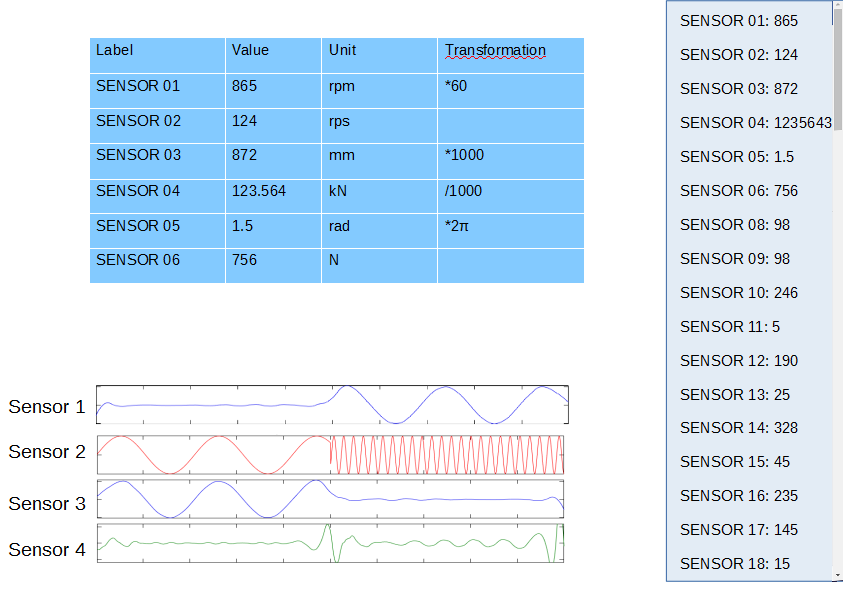 Label Value Unit Transformation
SENSOR 01 865 rpm *60
SENSOR 02 124 rps
SENSOR 03 872 mm *1000
SENSOR 04 123.564 kN /1000
SENSOR 05 1.5 rad *2π
SENSOR 06 756 N
Sensor 1
Sensor 2
Sensor 3
Sensor 4
SENSOR 01: 865
SENSOR 02: 124
SENSOR 03: 872
SENSOR 04: 1235643
SENSOR 05: 1.5
SENSOR 06: 756
SENSOR 08: 98
SENSOR 09: 98
SENSOR 10: 246
SENSOR 11: 5
SENSOR 12: 190
SENSOR 13: 25
SENSOR 14: 328
SENSOR 15: 45
SENSOR 16: 235
SENSOR 17: 145
SENSOR 18: 15